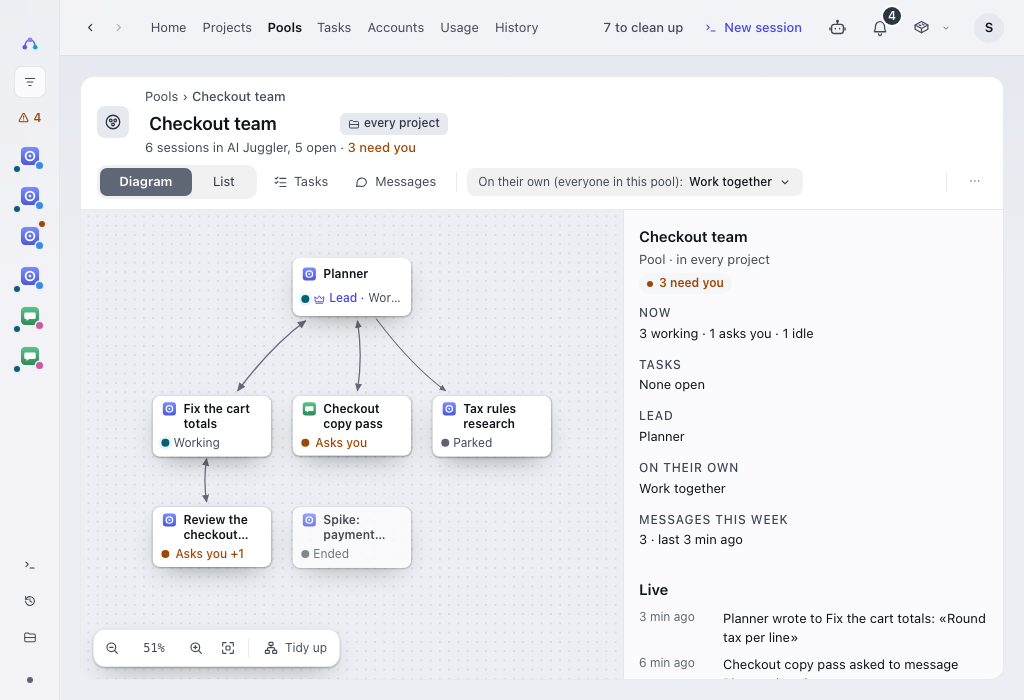 Home Projects Pools Tasks Accounts Usage History 7 to clean up New session 4 S
4
Pools › Checkout team
Checkout team every project
6 sessions in AI Juggler, 5 open · 3 need you
Diagram List Tasks Messages On their own (everyone in this pool): Work together ...
Planner
Lead · Wor...
Fix the cart
totals
Working
Checkout
copy pass
Asks you
Tax rules
research
Parked
Review the
checkout...
Asks you +1
Spike:
payment...
Ended
51% Tidy up
Checkout team
Pool · in every project
3 need you
NOW
3 working · 1 asks you · 1 idle
TASKS
None open
LEAD
Planner
ON THEIR OWN
Work together
MESSAGES THIS WEEK
3 · last 3 min ago
Live
3 min ago Planner wrote to Fix the cart totals: «Round
tax per line»
6 min ago Checkout copy pass asked to message